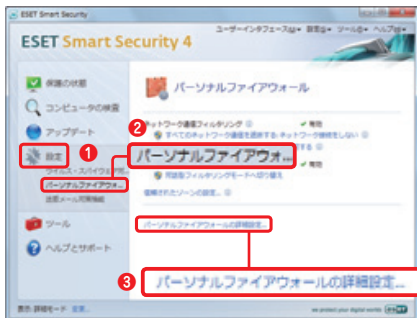 ESET Smart Security
ユーザーインタフェース(U)▾ 設定(S)▾ ツール(O)▾ ヘルプ(H)▾
ESET Smart Security 4
保護の状態
コンピュータの検査
アップデート
設定
ウイルス・スパイウェア対...
パーソナルファイアウォ...
迷惑メール対策機能
ツール
ヘルプとサポート
表示: 詳細モード 変更...
パーソナルファイアウォール
ネットワーク通信フィルタリング
有効
すべてのネットワーク通信を遮断する: ネットワーク接続をしない
する
有効
対話型フィルタリングモードへ切り替え
信頼されたゾーンの設定...
パーソナルファイアウォールの詳細設定...
1
2
パーソナルファイアウォ...
3
パーソナルファイアウォールの詳細設定...
we protect your digital worlds
eset